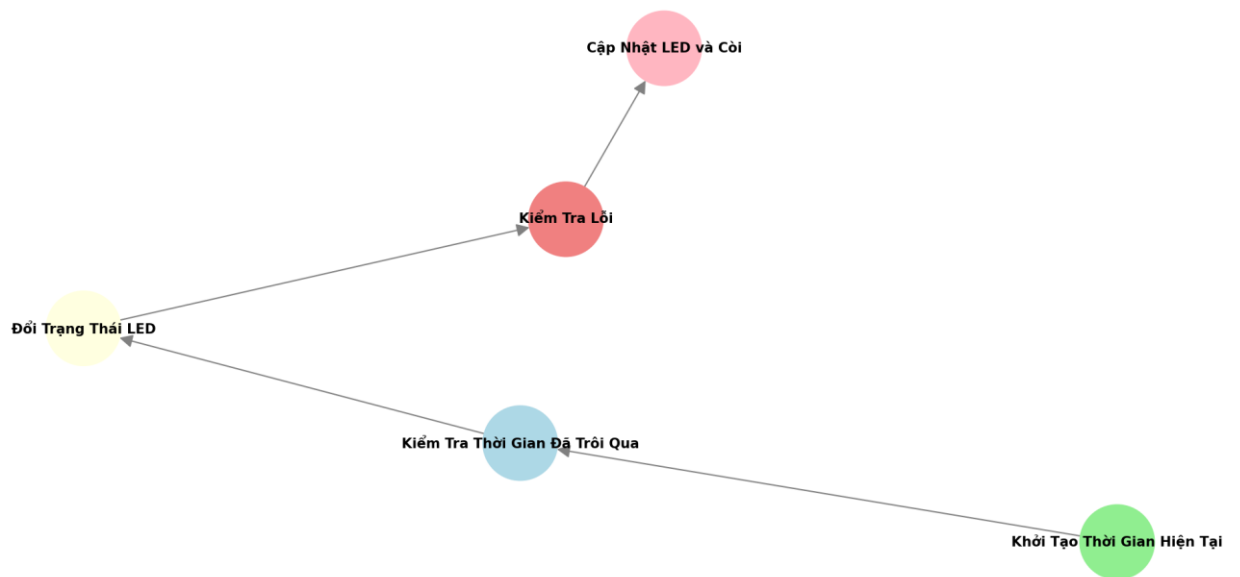 Cập Nhật LED và Còi
Kiểm Tra Lỗi
Đổi Trạng Thái LED
Kiểm Tra Thời Gian Đã Trôi Qua
Khởi Tạo Thời Gian Hiện Tại